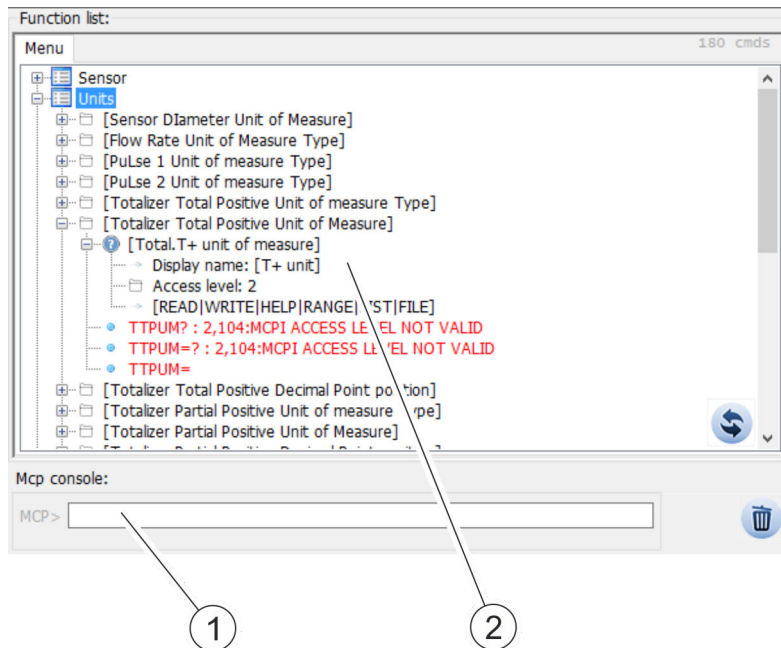 Function list:
Menu
180 cmds
Sensor
Units
[Sensor DIameter Unit of Measure]
[Flow Rate Unit of Measure Type]
[PuLse 1 Unit of measure Type]
[PuLse 2 Unit of measure Type]
[Totalizer Total Positive Unit of measure Type]
[Totalizer Total Positive Unit of Measure]
[Total.T+ unit of measure]
Display name: [T+ unit]
Access level: 2
[READ|WRITE|HELP|RANGE|LIST|FILE]
TTPUM? : 2,104:MCPI ACCESS LEVEL NOT VALID
TTPUM=? : 2,104:MCPI ACCESS LEVEL NOT VALID
TTPUM=
[Totalizer Total Positive Decimal Point position]
[Totalizer Partial Positive Unit of measure Type]
[Totalizer Partial Positive Unit of Measure]
Mcp console:
MCP>
1
2